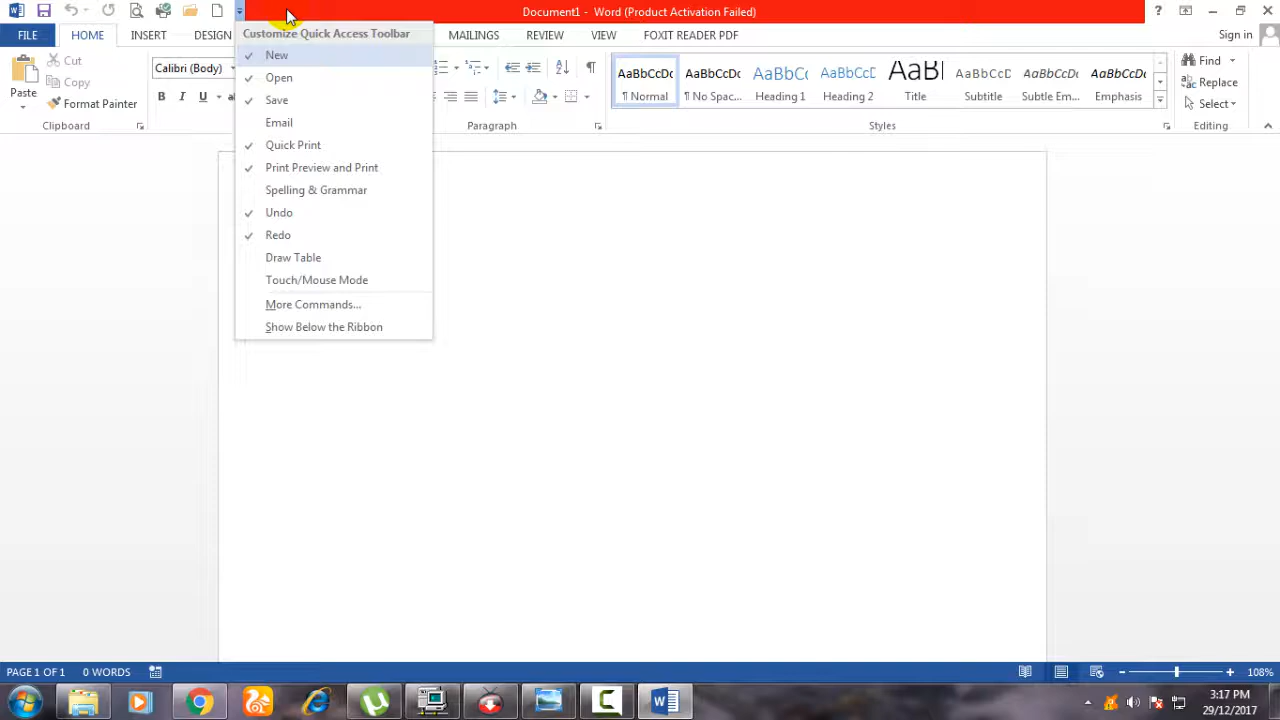 Document1 - Word (Product Activation Failed)
?
FILE HOME INSERT DESIGN MAILINGS REVIEW VIEW FOXIT READER PDF Sign in
Customize Quick Access Toolbar
New
Open
Save
Email
Quick Print
Print Preview and Print
Spelling & Grammar
Undo
Redo
Draw Table
Touch/Mouse Mode
More Commands...
Show Below the Ribbon
Paste
Cut
Copy
Format Painter
Clipboard
Calibri (Body)
B I U
Paragraph
AaBbCcDc AaBbCcDc AaBbCc AaBbCcC AaBl AaBbCcD AaBbCcDc AaBbCcDc
¶ Normal ¶ No Spac... Heading 1 Heading 2 Title Subtitle Subtle Em... Emphasis
Styles
Find
Replace
Select
Editing
PAGE 1 OF 1 0 WORDS 108%
3:17 PM
29/12/2017